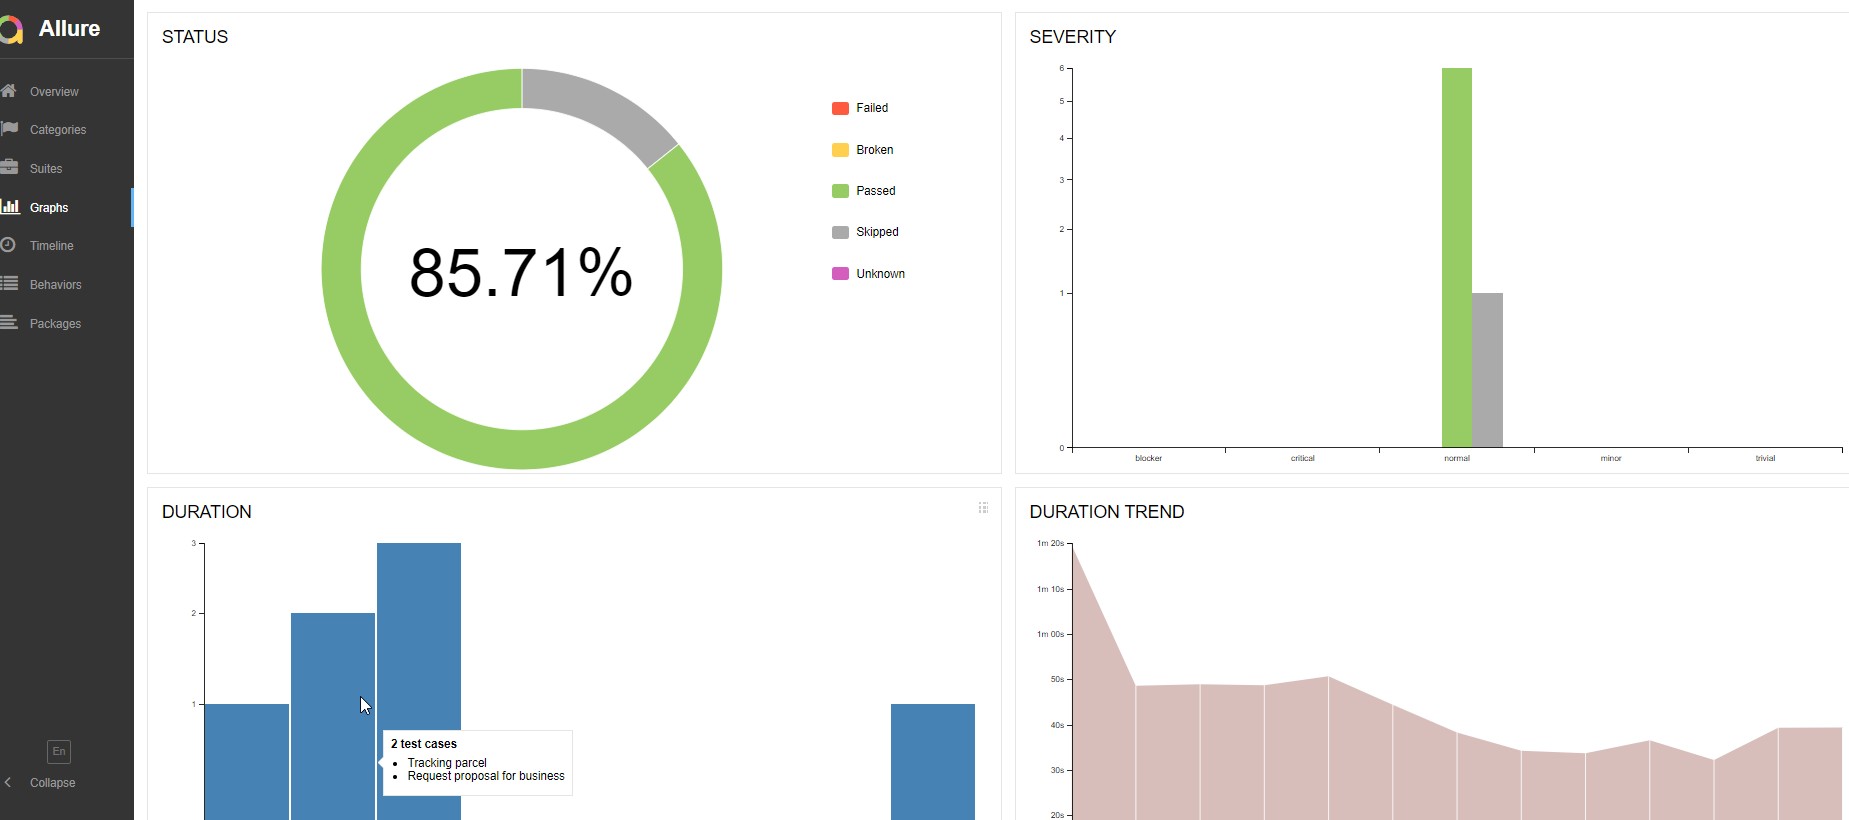 Allure
Overview
Categories
Suites
Graphs
Timeline
Behaviors
Packages
En
Collapse
STATUS
85.71%
Failed
Broken
Passed
Skipped
Unknown
SEVERITY
6
5
4
3
2
1
0
blocker
critical
normal
minor
trivial
DURATION
3
2
1
2 test cases
Tracking parcel
Request proposal for business
DURATION TREND
1m 20s
1m 10s
1m 00s
50s
40s
30s
20s